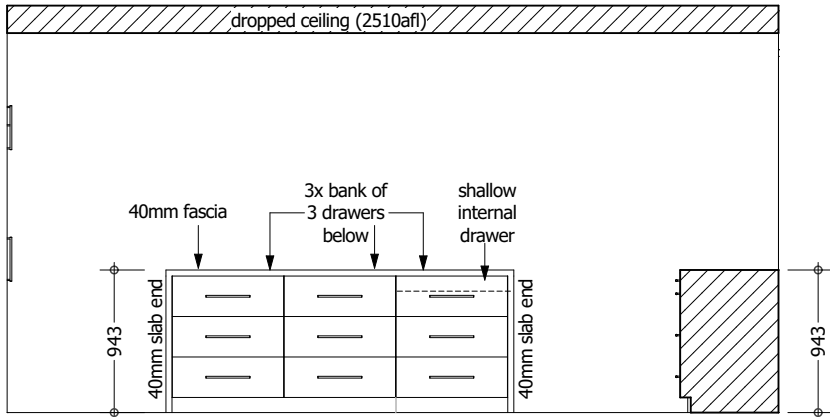 dropped ceiling (2510afl)
40mm fascia
3x bank of
3 drawers
below
shallow
internal
drawer
943
40mm slab end
40mm slab end
943